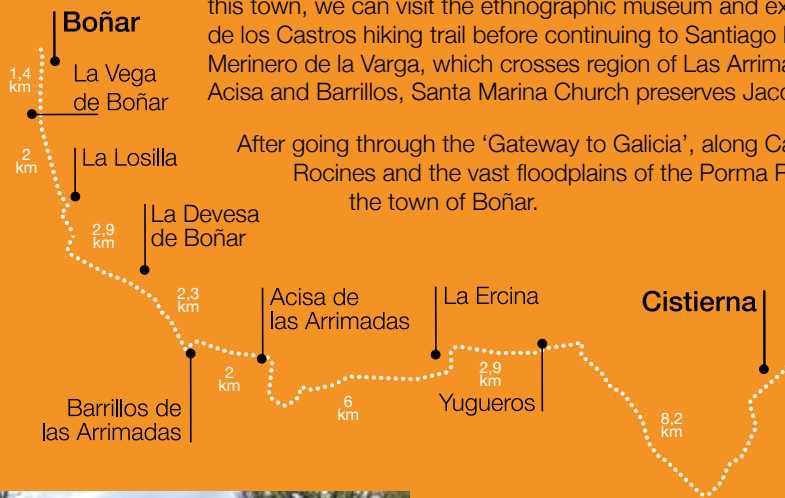 this town, we can visit the ethnographic museum and
de los Castros hiking trail before continuing to Santiago
Merinero de la Varga, which crosses region of Las
Acisa and Barrillos, Santa Marina Church preserves
After going through the ‘Gateway to Galicia’, along
Rocines and the vast floodplains of the Porma
the town of Boñar.
Boñar
1,4
km
La Vega
de Boñar
2
km
La Losilla
2,9
km
La Devesa
de Boñar
2,3
km
Barrillos de
las Arrimadas
2
km
Acisa de
las Arrimadas
6
km
La Ercina
2,9
km
Yugueros
8,2
km
Cistierna